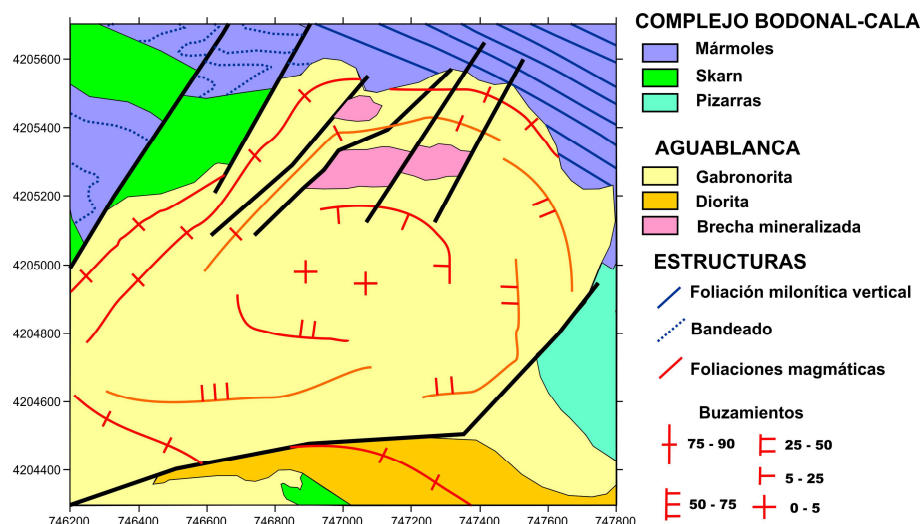 COMPLEJO BODONAL-CALA
Mármoles
Skarn
Pizarras
AGUABLANCA
Gabronorita
Diorita
Brecha mineralizada
ESTRUCTURAS
Foliación milonítica vertical
Bandeado
Foliaciones magmáticas
Buzamientos
75 - 90
25 - 50
5 - 25
50 - 75
0 - 5
4205600
4205400
4205200
4205000
4204800
4204600
4204400
746200 746400 746600 746800 747000 747200 747400 747600 747800